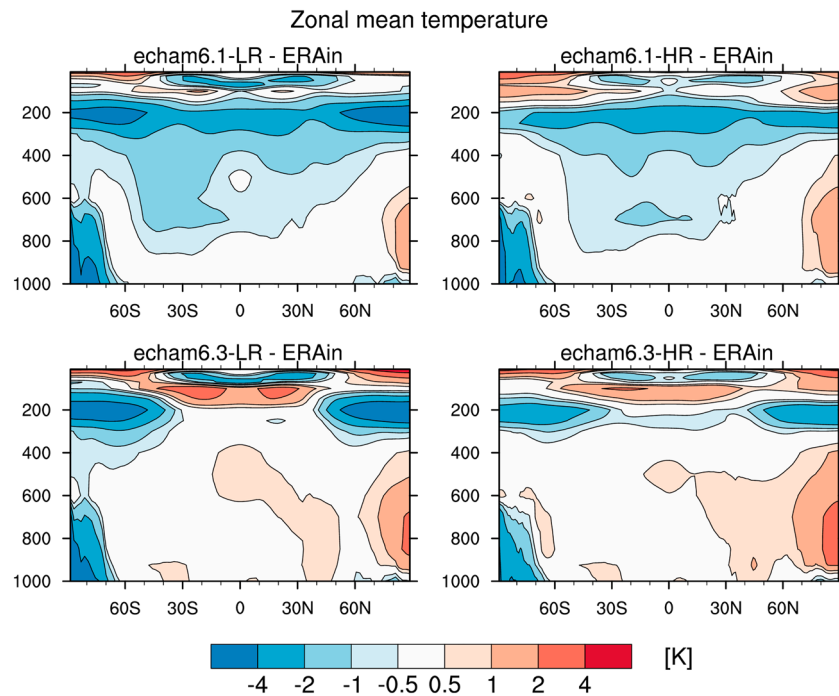 Zonal mean temperature
echam6.1-LR - ERAin
echam6.1-HR - ERAin
200
400
600
800
1000
60S 30S 0 30N 60N
200
400
600
800
1000
60S 30S 0 30N 60N
echam6.3-LR - ERAin
echam6.3-HR - ERAin
200
400
600
800
1000
60S 30S 0 30N 60N
200
400
600
800
1000
60S 30S 0 30N 60N
[K]
-4 -2 -1 -0.5 0.5 1 2 4